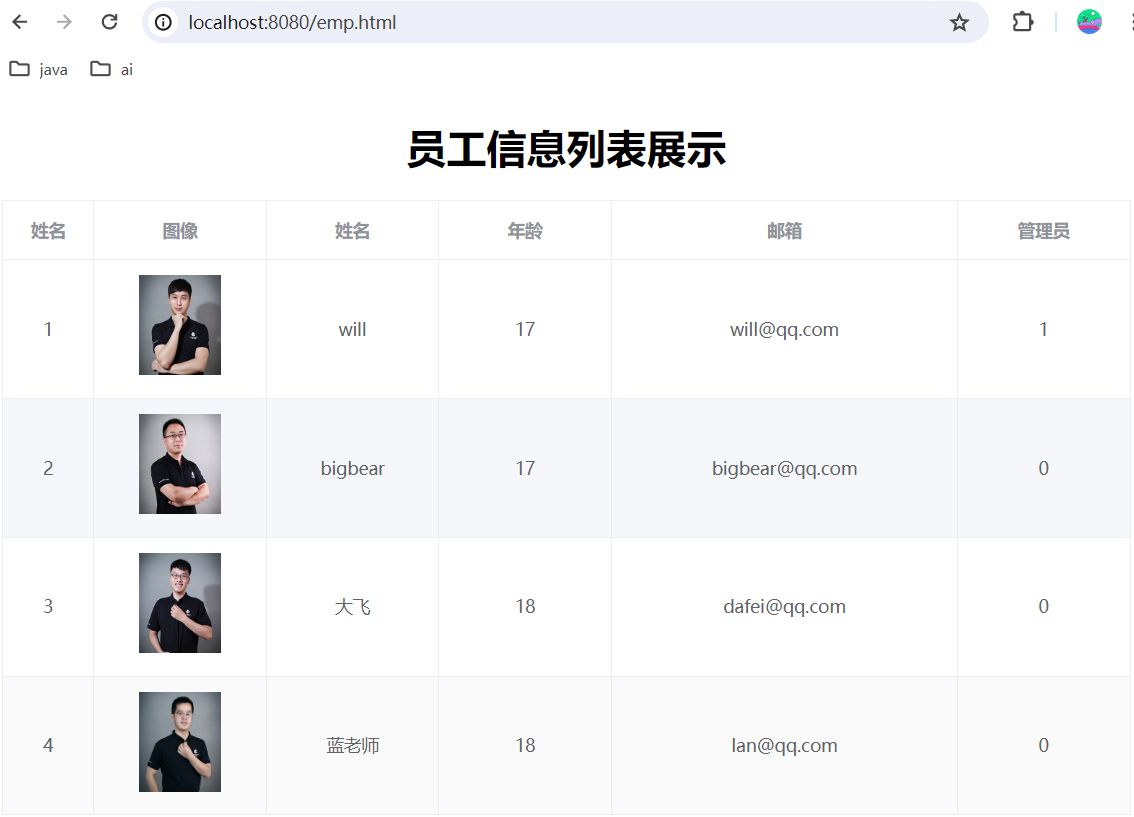 localhost:8080/emp.html
java ai
员工信息列表展示
姓名 图像 姓名 年龄 邮箱 管理员
1 will 17 will@qq.com 1
2 bigbear 17 bigbear@qq.com 0
3 大飞 18 dafei@qq.com 0
4 蓝老师 18 lan@qq.com 0